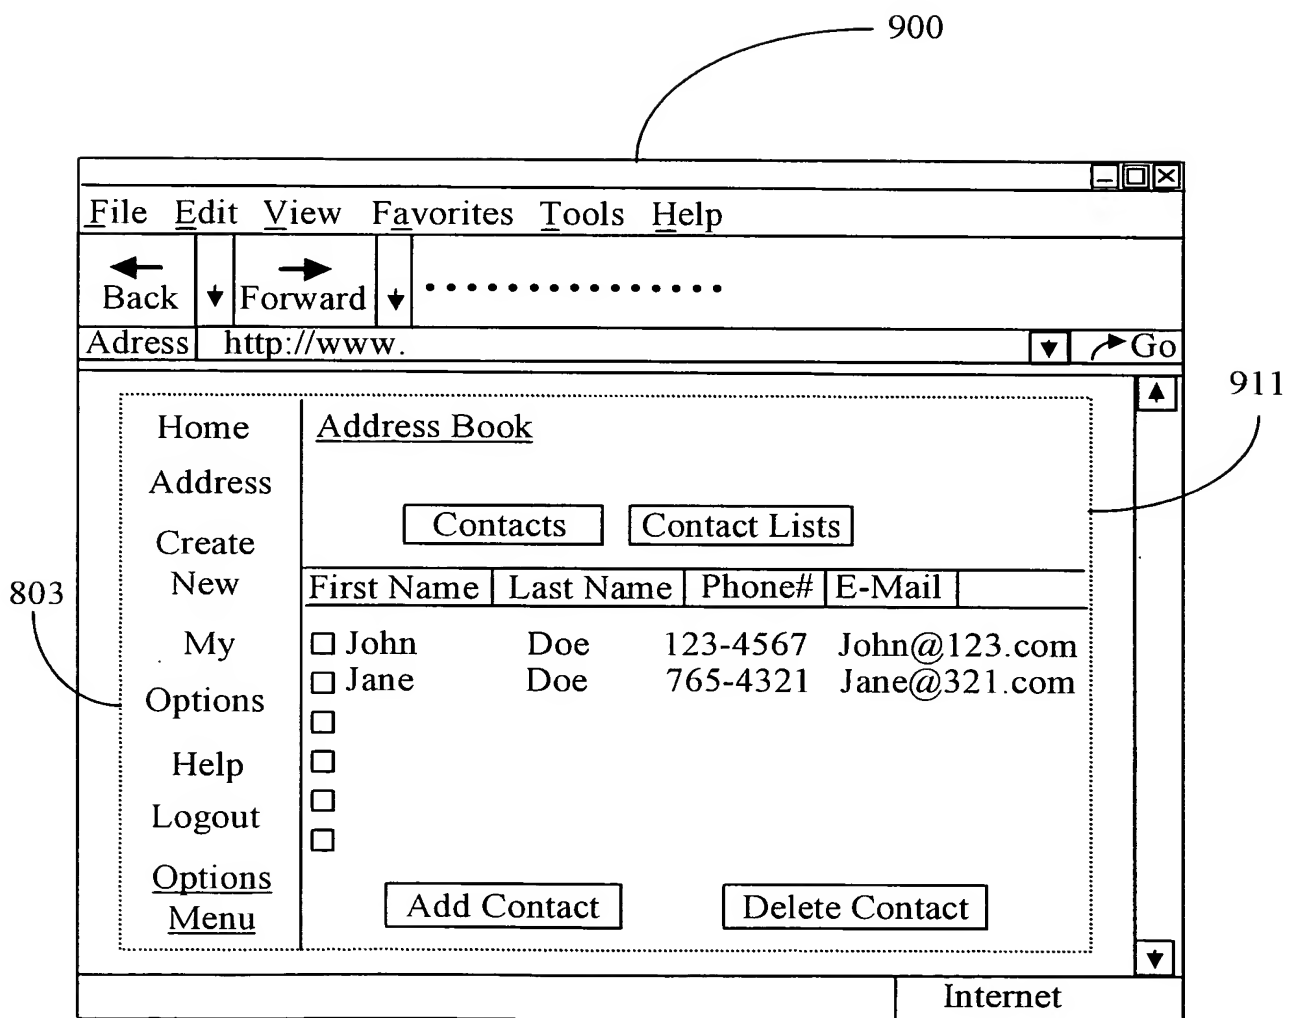 900
File Edit View Favorites Tools Help
Back Forward
Adress http://www. Go
911
Home
Address
Create
New
803
My
Options
Help
Logout
Options
Menu
Address Book
Contacts Contact Lists
First Name Last Name Phone# E-Mail
John Doe 123-4567 John@123.com
Jane Doe 765-4321 Jane@321.com
Add Contact Delete Contact
Internet